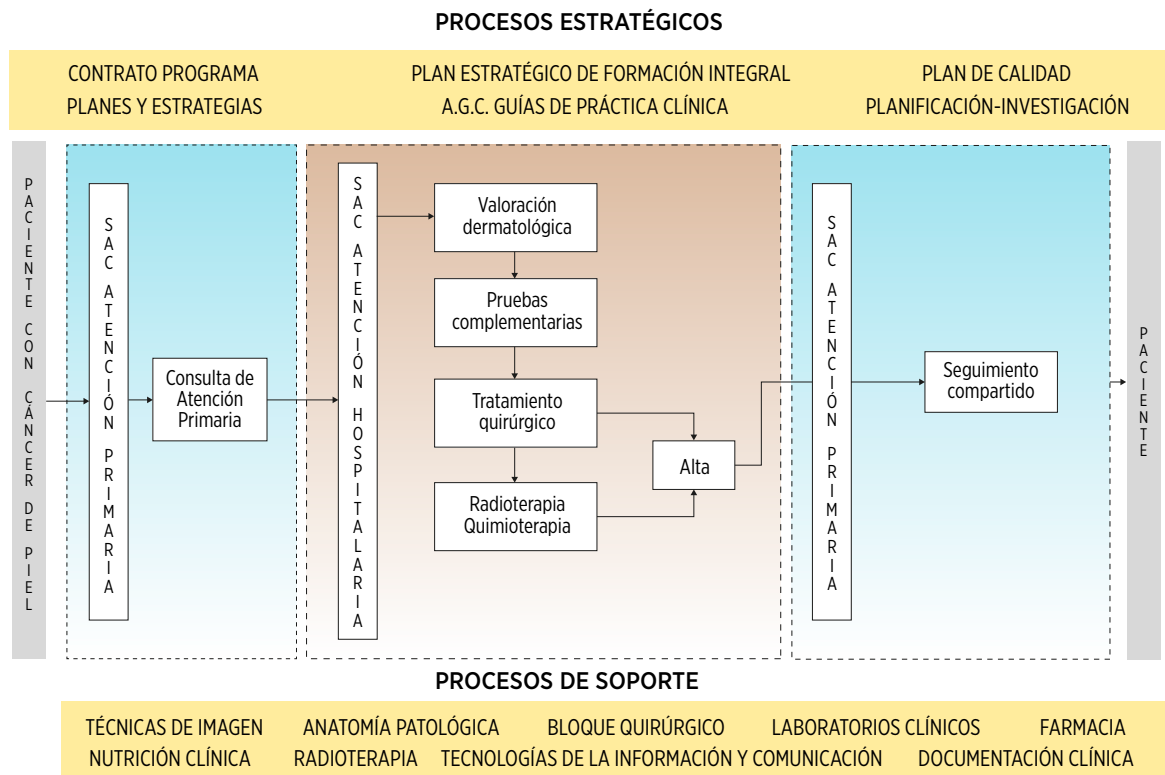 PROCESOS ESTRATÉGICOS
CONTRATO PROGRAMA
PLANES Y ESTRATEGIAS
PLAN ESTRATÉGICO DE FORMACIÓN INTEGRAL
A.G.C. GUÍAS DE PRÁCTICA CLÍNICA
PLAN DE CALIDAD
PLANIFICACIÓN-INVESTIGACIÓN
PACIENTE CON CÁNCER DE PIEL
SAC ATENCIÓN PRIMARIA
Consulta de
Atención
Primaria
SAC ATENCIÓN HOSPITALARIA
Valoración
dermatológica
Pruebas
complementarias
Tratamiento
quirúrgico
Radioterapia
Quimioterapia
Alta
SAC ATENCIÓN PRIMARIA
Seguimiento
compartido
PACIENTE
PROCESOS DE SOPORTE
TÉCNICAS DE IMAGEN ANATOMÍA PATOLÓGICA BLOQUE QUIRÚRGICO LABORATORIOS CLÍNICOS FARMACIA
NUTRICIÓN CLÍNICA RADIOTERAPIA TECNOLOGÍAS DE LA INFORMACIÓN Y COMUNICACIÓN DOCUMENTACIÓN CLÍNICA